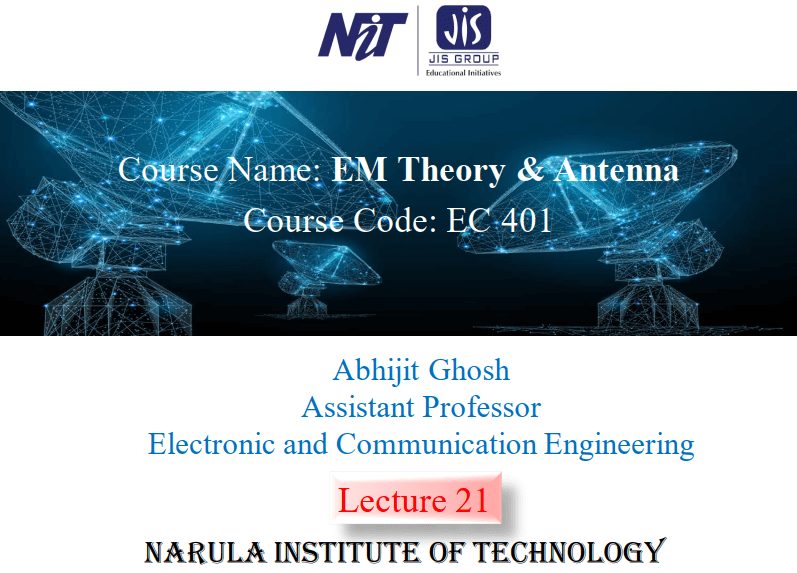 NiT
JIS
JIS GROUP
Educational Initiatives
Course Name: EM Theory & Antenna
Course Code: EC 401
Abhijit Ghosh
Assistant Professor
Electronic and Communication Engineering
Lecture 21
NARULA INSTITUTE OF TECHNOLOGY